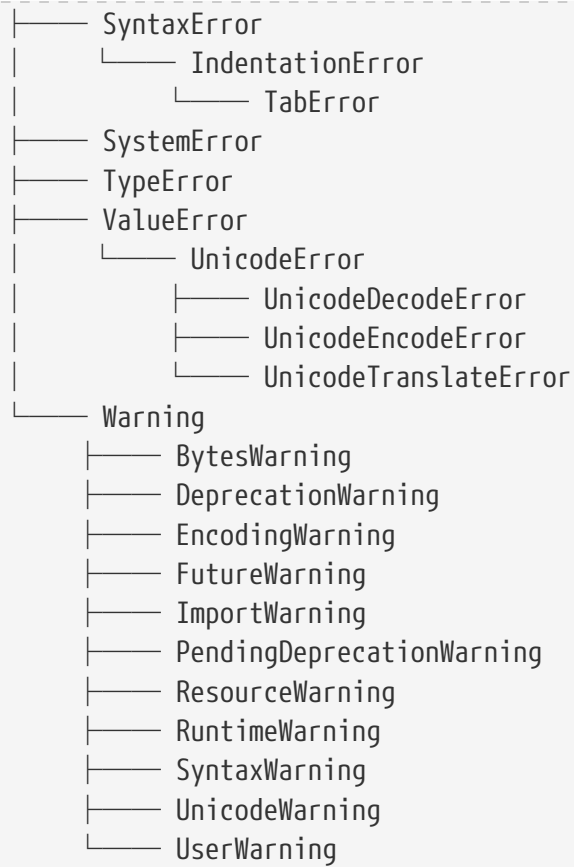 ├── SyntaxError
│    └── IndentationError
│         └── TabError
├── SystemError
├── TypeError
├── ValueError
│    └── UnicodeError
│         ├── UnicodeDecodeError
│         ├── UnicodeEncodeError
│         └── UnicodeTranslateError
└── Warning
     ├── BytesWarning
     ├── DeprecationWarning
     ├── EncodingWarning
     ├── FutureWarning
     ├── ImportWarning
     ├── PendingDeprecationWarning
     ├── ResourceWarning
     ├── RuntimeWarning
     ├── SyntaxWarning
     ├── UnicodeWarning
     └── UserWarning